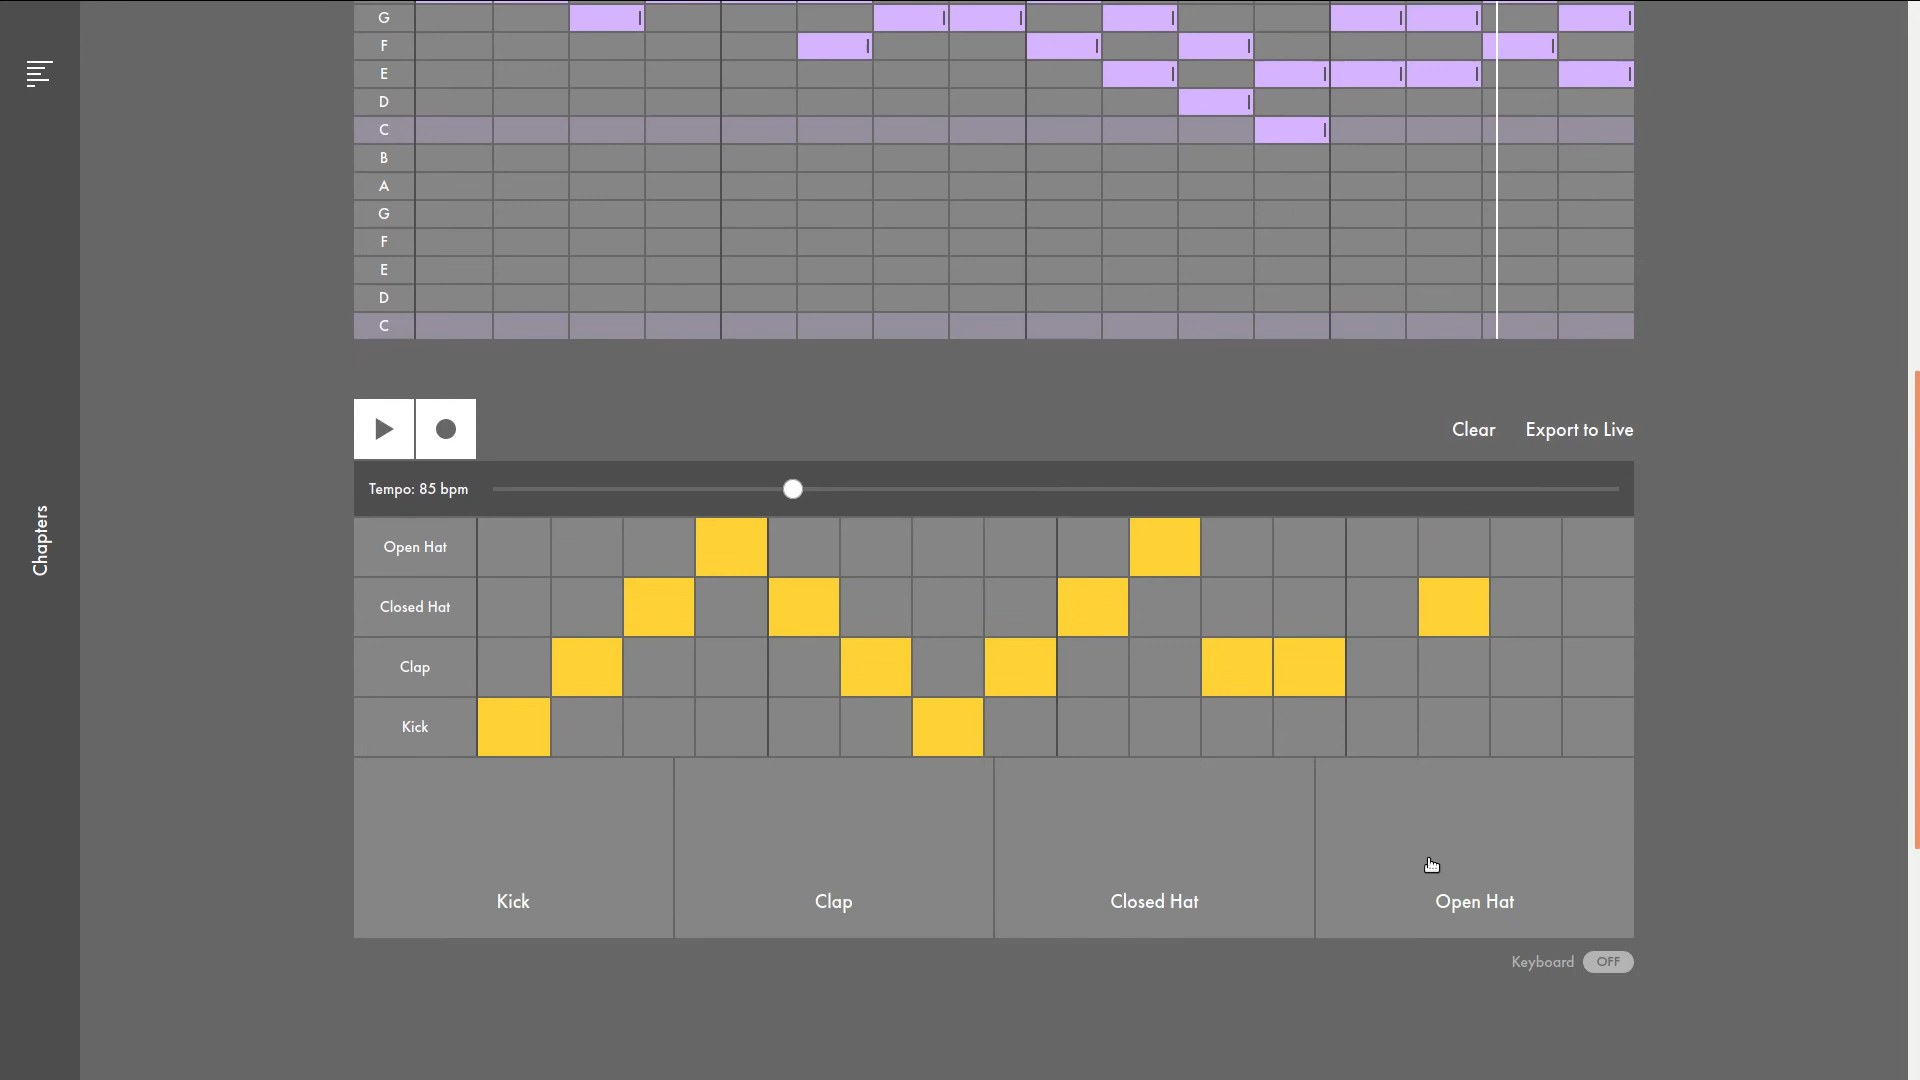 G
F
E
D
C
B
A
G
F
E
D
C
Clear Export to Live
Tempo: 85 bpm
Open Hat
Closed Hat
Clap
Kick
Kick Clap Closed Hat Open Hat
Keyboard OFF
Chapters